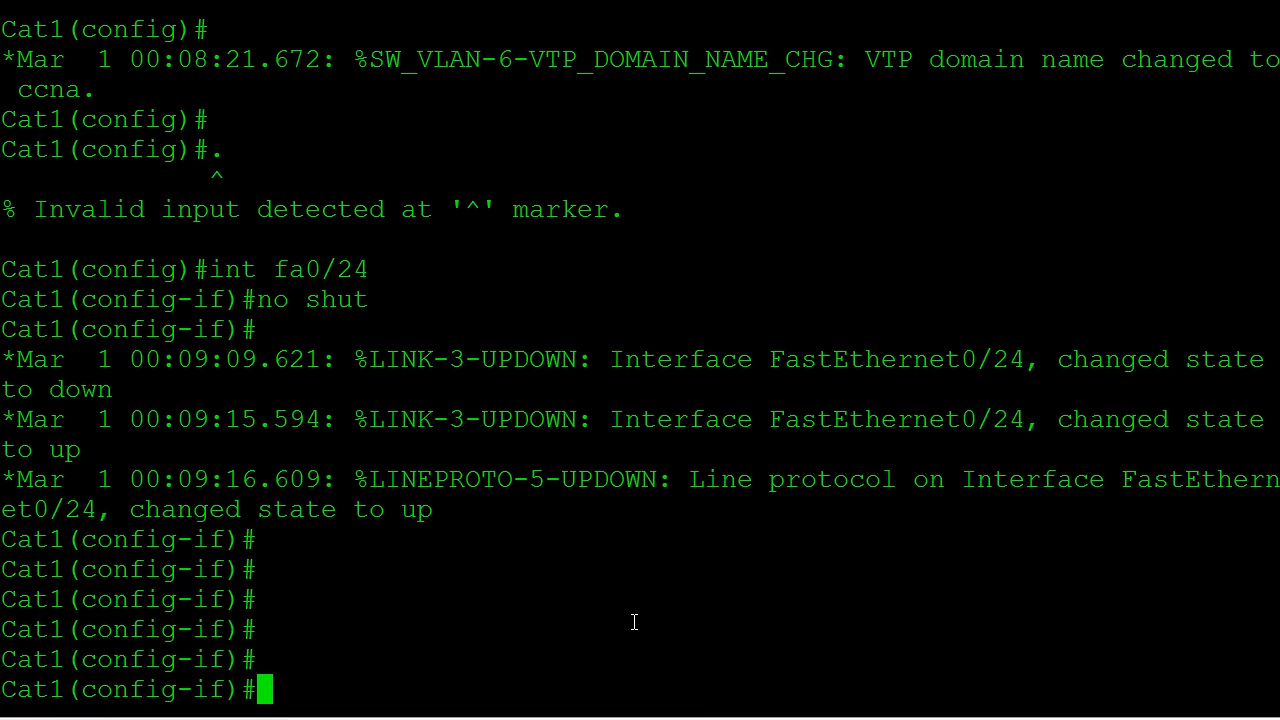 Cat1(config)#
*Mar  1 00:08:21.672: %SW_VLAN-6-VTP_DOMAIN_NAME_CHG: VTP domain name changed to
 ccna.
Cat1(config)#
Cat1(config)#.
             ^
% Invalid input detected at '^' marker.

Cat1(config)#int fa0/24
Cat1(config-if)#no shut
Cat1(config-if)#
*Mar  1 00:09:09.621: %LINK-3-UPDOWN: Interface FastEthernet0/24, changed state
to down
*Mar  1 00:09:15.594: %LINK-3-UPDOWN: Interface FastEthernet0/24, changed state
to up
*Mar  1 00:09:16.609: %LINEPROTO-5-UPDOWN: Line protocol on Interface FastEthern
et0/24, changed state to up
Cat1(config-if)#
Cat1(config-if)#
Cat1(config-if)#
Cat1(config-if)#
Cat1(config-if)#
Cat1(config-if)#